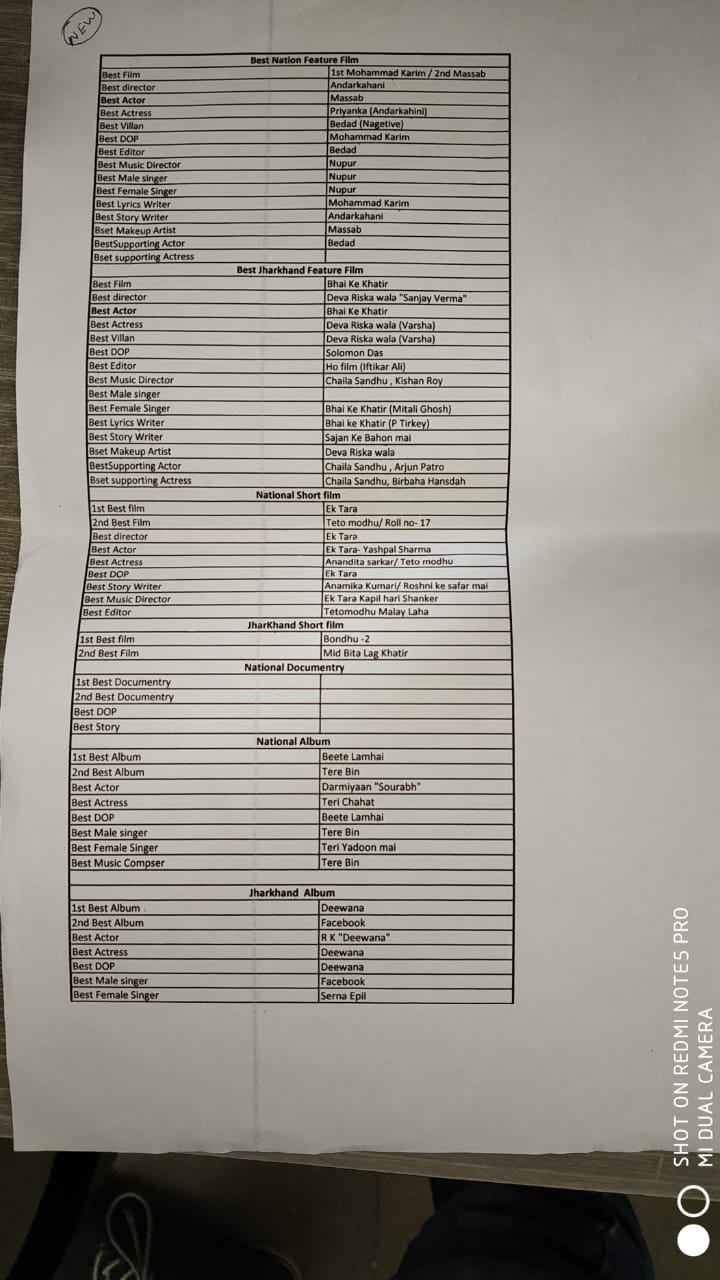 NEW
Best Nation Feature Film
Best Film 1st Mohammad Karim / 2nd Massab
Best director Andarkahani
Best Actor Massab
Best Actress Priyanka (Andarkahini)
Best Villan Bedad (Nagetive)
Best DOP Mohammad Karim
Best Editor Bedad
Best Music Director Nupur
Best Male singer Nupur
Best Female Singer Nupur
Best Lyrics Writer Mohammad Karim
Best Story Writer Andarkahani
Bset Makeup Artist Massab
BestSupporting Actor Bedad
Bset supporting Actress
Best Jharkhand Feature Film
Best Film Bhai Ke Khatir
Best director Deva Riska wala "Sanjay Verma"
Best Actor Bhai Ke Khatir
Best Actress Deva Riska wala (Varsha)
Best Villan Deva Riska wala (Varsha)
Best DOP Solomon Das
Best Editor Ho film (Iftikar Ali)
Best Music Director Chaila Sandhu , Kishan Roy
Best Male singer
Best Female Singer Bhai Ke Khatir (Mitali Ghosh)
Best Lyrics Writer Bhai ke Khatir (P Tirkey)
Best Story Writer Sajan Ke Bahon mai
Bset Makeup Artist Deva Riska wala
BestSupporting Actor Chaila Sandhu , Arjun Patro
Bset supporting Actress Chaila Sandhu, Birbaha Hansdah
National Short film
1st Best film Ek Tara
2nd Best Film Teto modhu/ Roll no- 17
Best director Ek Tara
Best Actor Ek Tara- Yashpal Sharma
Best Actress Anandita sarkar/ Teto modhu
Best DOP Ek Tara
Best Story Writer Anamika Kumari/ Roshni ke safar mai
Best Music Director Ek Tara Kapil hari Shanker
Best Editor Tetomodhu Malay Laha
JharKhand Short film
1st Best film Bondhu -2
2nd Best Film Mid Bita Lag Khatir
National Documentry
1st Best Documentry
2nd Best Documentry
Best DOP
Best Story
National Album
1st Best Album Beete Lamhai
2nd Best Album Tere Bin
Best Actor Darmiyaan "Sourabh"
Best Actress Teri Chahat
Best DOP Beete Lamhai
Best Male singer Tere Bin
Best Female Singer Teri Yadoon mai
Best Music Compser Tere Bin
Jharkhand Album
1st Best Album . Deewana
2nd Best Album Facebook
Best Actor R K "Deewana"
Best Actress Deewana
Best DOP Deewana
Best Male singer Facebook
Best Female Singer Serna Epil
SHOT ON REDMI NOTE5 PRO
MI DUAL CAMERA